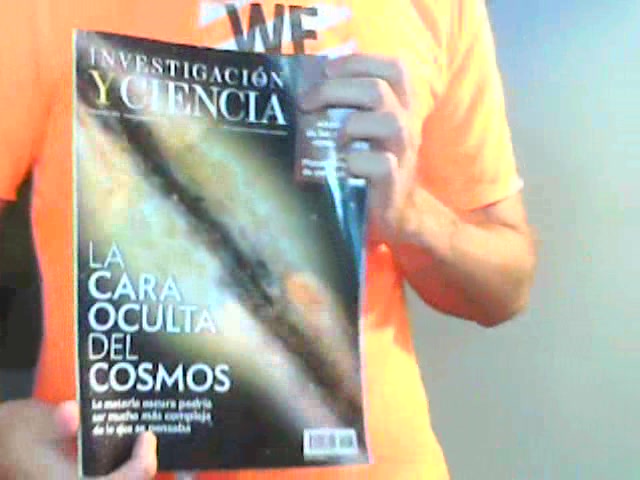 WE
INVESTIGACIÓN
Y CIENCIA
LA
CARA
OCULTA
DEL
COSMOS
La materia oscura podría
ser mucho más compleja
de lo que se pensaba